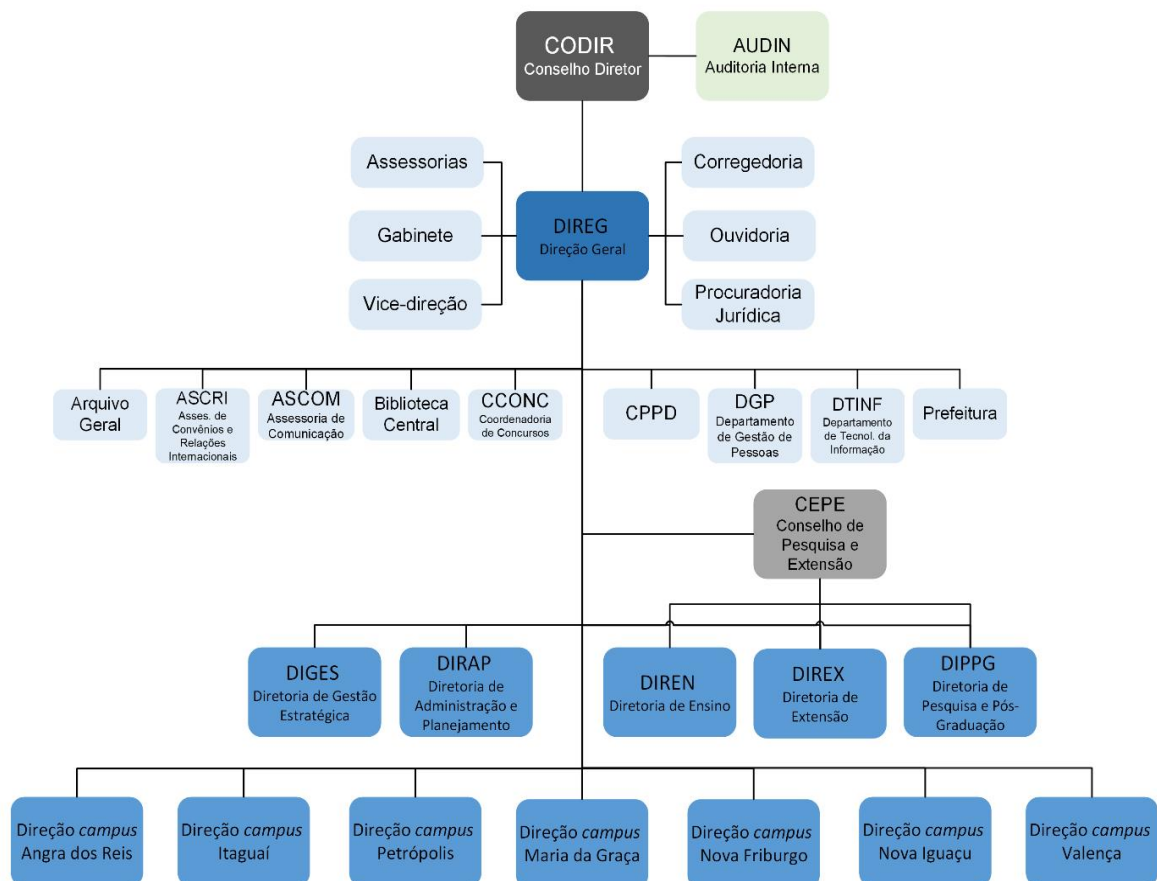 CODIR
Conselho Diretor
AUDIN
Auditoria Interna
Assessorias
Corregedoria
DIREG
Direção Geral
Gabinete
Ouvidoria
Vice-direção
Procuradoria
Jurídica
Arquivo
Geral
ASCRI
Asses. de
Convênios e
Relações
Internacionais
ASCOM
Assessoria de
Comunicação
Biblioteca
Central
CCONC
Coordenadoria
de Concursos
CPPD
DGP
Departamento
de Gestão de
Pessoas
DTINF
Departamento
de Tecnol. da
Informação
Prefeitura
CEPE
Conselho de
Pesquisa e
Extensão
DIGES
Diretoria de Gestão
Estratégica
DIRAP
Diretoria de
Administração e
Planejamento
DIREN
Diretoria de Ensino
DIREX
Diretoria de
Extensão
DIPPG
Diretoria de
Pesquisa e Pós-
Graduação
Direção campus
Angra dos Reis
Direção campus
Itaguaí
Direção campus
Petrópolis
Direção campus
Maria da Graça
Direção campus
Nova Friburgo
Direção campus
Nova Iguaçu
Direção campus
Valença